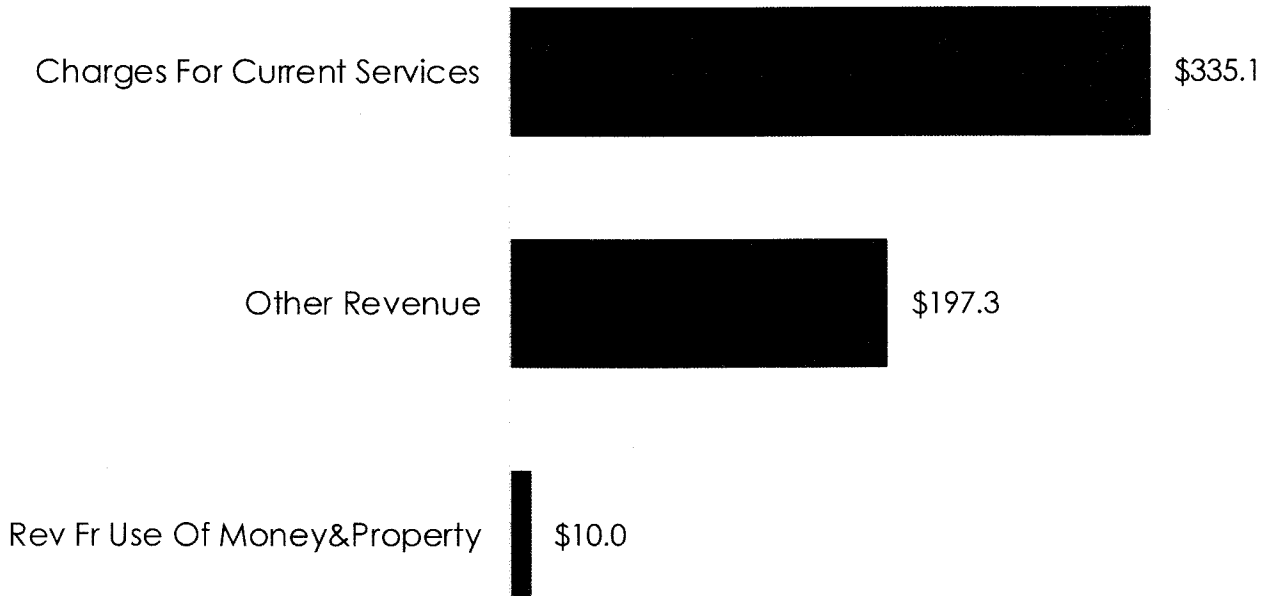 Charges For Current Services $335.1
Other Revenue $197.3
Rev Fr Use Of Money&Property $10.0